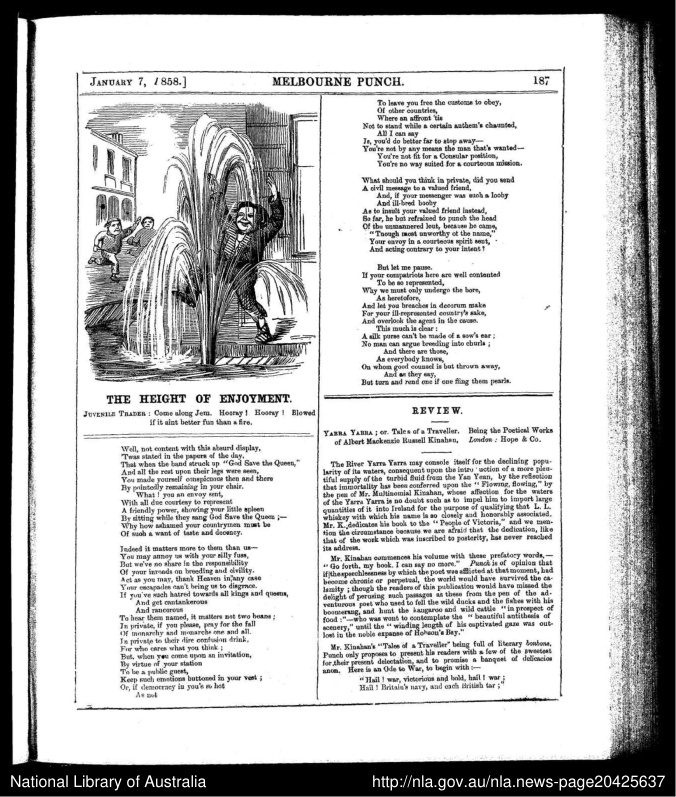 JANUARY 7, 1858.]
MELBOURNE PUNCH.
187
THE HEIGHT OF ENJOYMENT.
JUVENILE TRADER : Come along Jem. Hooray ! Hooray ! Blowed
if it aint better fun than a fire.
Well, not content with this absurd display,
'Twas stated in the papers of the day,
That when the band struck up "God Save the Queen,"
And all the rest upon their legs were seen,
You made yourself conspicuous then and there
By pointedly remaining in your chair.
What ! you an envoy sent,
With all due courtesy to represent
A friendly power, showing your little spleen
By sitting while they sang God Save the Queen ;—
Why how ashamed your countrymen must be
Of such a want of taste and decency.
Indeed it matters more to them than us—
You may annoy us with your silly fuss,
But we've no share in the responsibility
Of your inroads on breeding and civility.
Act as you may, thank Heaven in any case
Your escapades can't being us to disgrace.
If you've such hatred towards all kings and queens,
And get cantankerous
And rancorous
To hear them named, it matters not two beans ;
In private, if you please, pray for the fall
Of monarchy and monarchs one and all.
In private to their dire confusion drink,
For who cares what you think ;
But, when you come upon an invitation,
By virtue of your station
To be a public guest,
Keep such emotions buttoned in your vest ;
Or, if democracy in you's so hot
As not
To leave you free the customs to obey,
Of other countries,
Where an affront 'tis
Not to stand while a certain anthem's chaunted,
All I can say
Is, you'd do better far to stop away—
You're not by any means the man that's wanted—
You're not fit for a Consular position,
You're no way suited for a courteous mission.
What should you think in private, did you send
A civil message to a valued friend,
And, if your messenger was such a looby
And ill-bred booby
As to insult your valued friend instead,
So far, he but refrained to punch the head
Of the unmannered lout, because he came,
"Though most unworthy of the name,"
Your envoy in a courteous spirit sent,
And acting contrary to your intent ?
But let me pause.
If your compatriots here are well contented
To be so represented,
Why we must only undergo the bore,
As heretofore,
And let you breaches in decorum make
For your ill-represented country's sake,
And overlook the agent in the cause.
This much is clear :
A silk purse can't be made of a sow's ear ;
No man can argue breeding into churls ;
And there are those,
As everybody knows,
On whom good counsel is but thrown away,
And as they say,
But turn and rend one if one fling them pearls.
REVIEW.
YARRA YARRA ; or. Tales of a Traveller. Being the Poetical Works
of Albert Mackenzie Russell Kinahan, London : Hope & Co.
The River Yarra Yarra may console itself for the declining popu-
larity of its waters, consequent upon the intro uction of a more plen-
tiful supply of the turbid fluid from the Yan Yean, by the reflection
that immortality has been conferred upon the "Flowing, flowing," by
the pen of Mr. Multinomial Kinahan, whose affection for the waters
of the Yarra Yarra is no doubt such as to impel him to import large
quantities of it into Ireland for the purpose of qualifying that L. L.
whiskey with which his name is so closely and honorably associated.
Mr. K. dedicates his book to the "People of Victoria," and we men-
tion the circumstance because we are afraid that the dedication, like
that of the work which was inscribed to posterity, has never reached
its address.
Mr. Kinahan commences his volume with these prefatory words,—
"Go forth, my book. I can say no more." Punch is of opinion that
if the speechlessness by which the poet was afflicted at that moment, had
become chronic or perpetual, the world would have survived the ca-
lamity ; though the readers of this publication would have missed the
delight of perusing such passages as these from the pen of the ad-
venturous poet who used to fell the wild ducks and the fishes with his
boomerang, and hunt the kangaroo and wild cattle "in prospect of
food :"—who was wont to contemplate the "beautiful antithesis of
scenery," until the "winding length of his captivated gaze was out-
lost in the noble expanse of Hobson's Bay."
Mr. Kinahan's "Tales of a Traveller" being full of literary bonbons,
Punch only proposes to present his readers with a few of the sweetest
for their present delectation, and to promise a banquet of delicacies
anon. Here is an Ode to War, to begin with :—
"Hail ! war, victorious and bold, hail ! war ;
Hail ! Britain's navy, and each British tar ;"
National Library of Australia
http://nla.gov.au/nla.news-page20425637